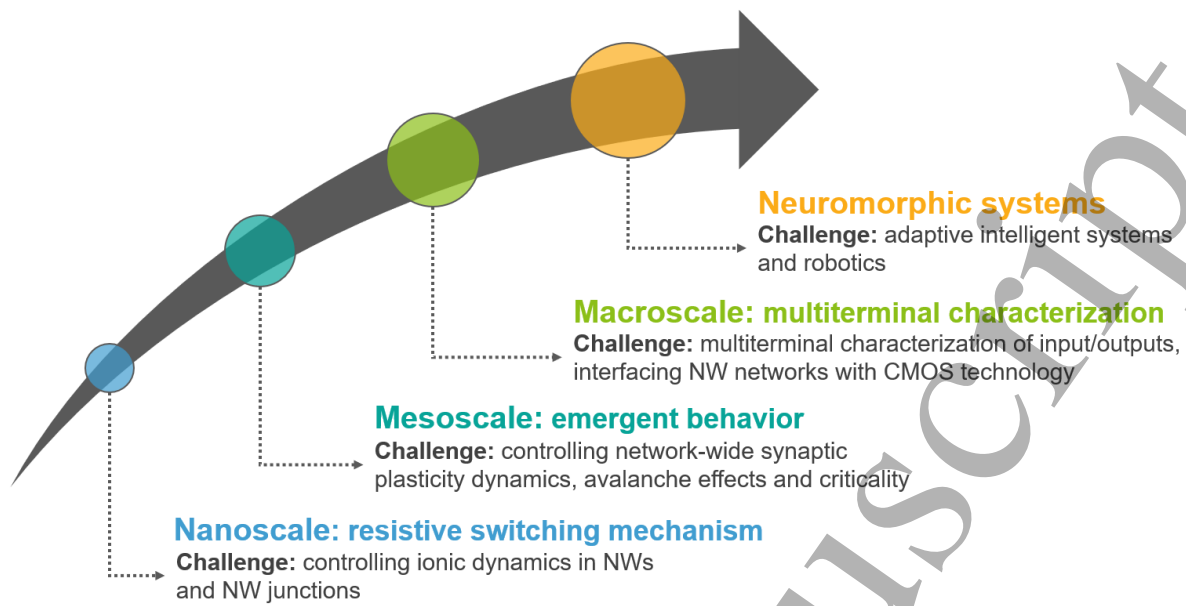 Neuromorphic systems
Challenge: adaptive intelligent systems
and robotics
Macroscale: multiterminal characterization
Challenge: multiterminal characterization of input/outputs,
interfacing NW networks with CMOS technology
Mesoscale: emergent behavior
Challenge: controlling network-wide synaptic
plasticity dynamics, avalanche effects and criticality
Nanoscale: resistive switching mechanism
Challenge: controlling ionic dynamics in NWs
and NW junctions
uscript